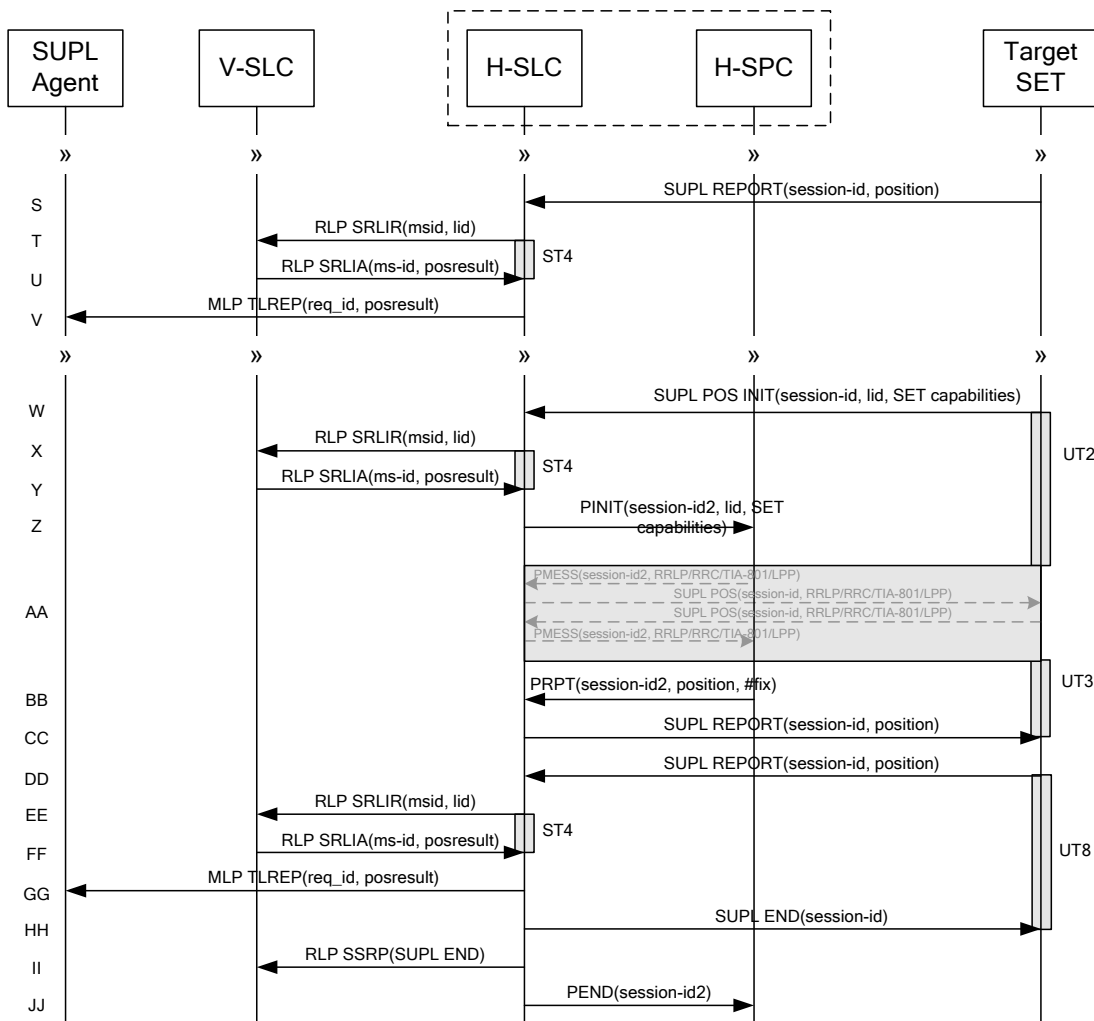 SUPL
Agent
V-SLC
H-SLC
H-SPC
Target
SET
» » » » »
S
SUPL REPORT(session-id, position)
T
RLP SRLIR(msid, lid)
ST4
U
RLP SRLIA(ms-id, posresult)
V
MLP TLREP(req_id, posresult)
» » » » »
W
SUPL POS INIT(session-id, lid, SET capabilities)
X
RLP SRLIR(msid, lid)
ST4
UT2
Y
RLP SRLIA(ms-id, posresult)
Z
PINIT(session-id2, lid, SET
capabilities)
PMESS(session-id2, RRLP/RRC/TIA-801/LPP)
SUPL POS(session-id, RRLP/RRC/TIA-801/LPP)
AA
SUPL POS(session-id, RRLP/RRC/TIA-801/LPP)
PMESS(session-id2, RRLP/RRC/TIA-801/LPP)
BB
PRPT(session-id2, position, #fix)
UT3
CC
SUPL REPORT(session-id, position)
DD
SUPL REPORT(session-id, position)
EE
RLP SRLIR(msid, lid)
ST4
FF
RLP SRLIA(ms-id, posresult)
UT8
GG
MLP TLREP(req_id, posresult)
HH
SUPL END(session-id)
II
RLP SSRP(SUPL END)
JJ
PEND(session-id2)